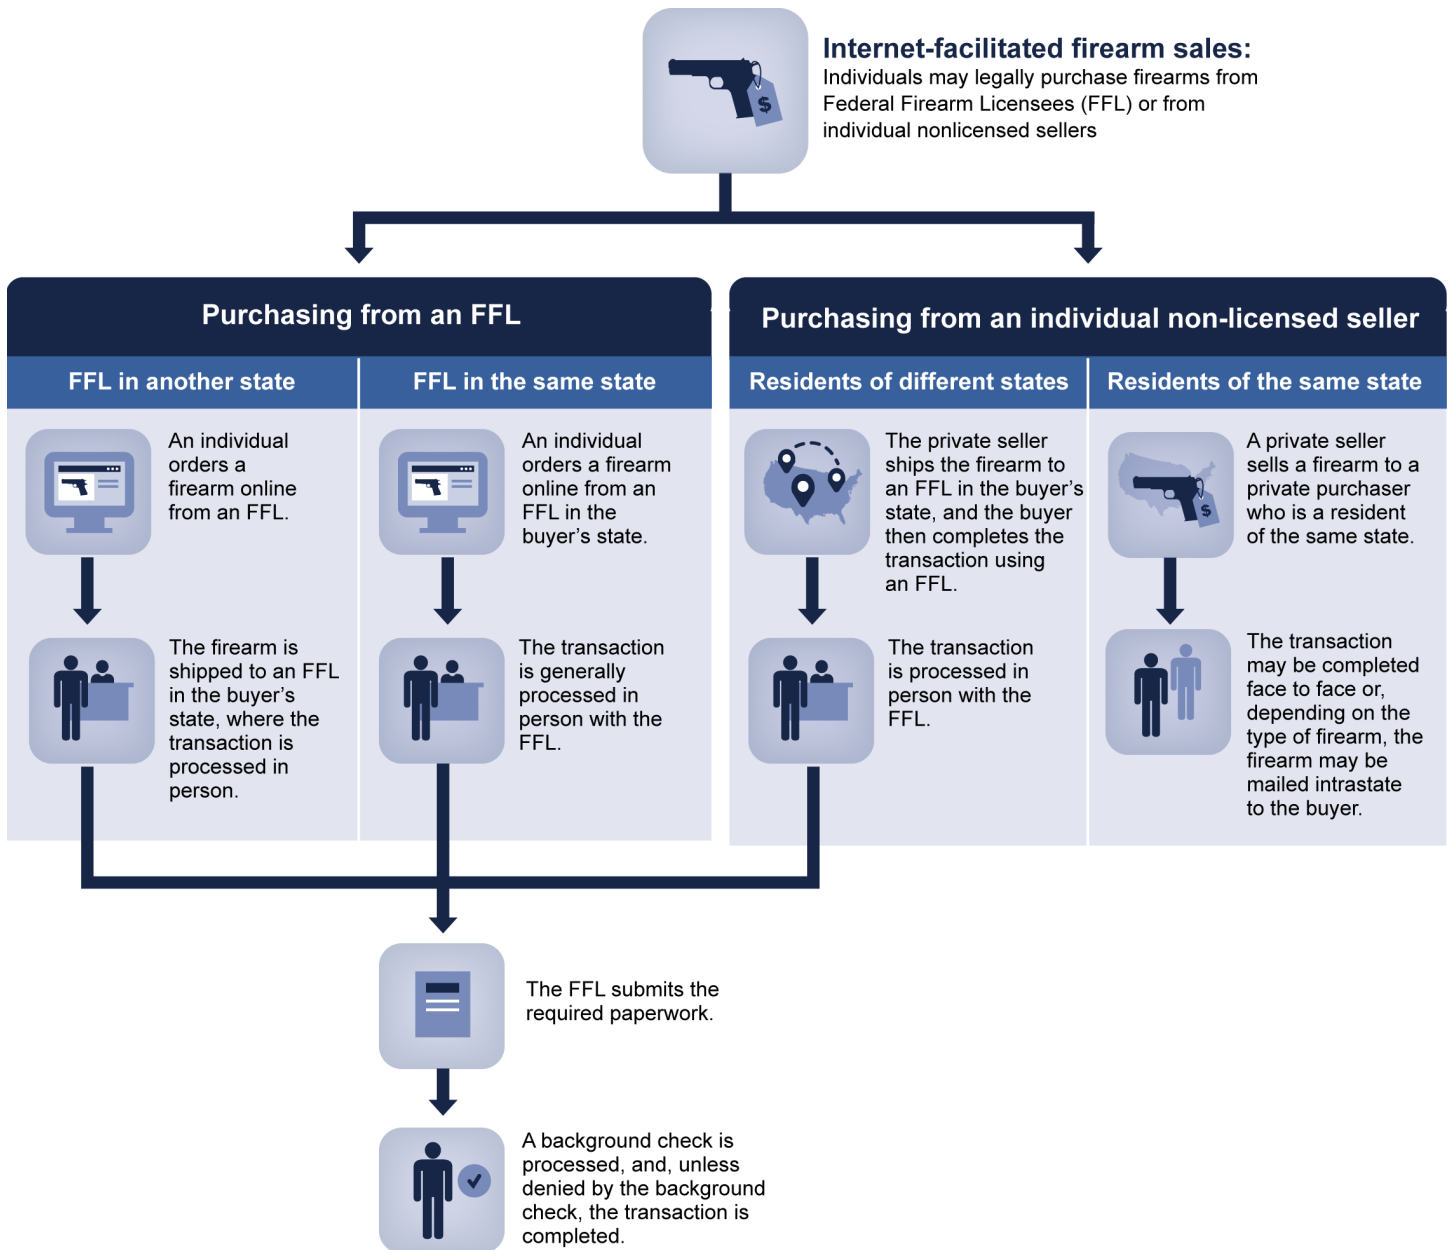 Internet-facilitated firearm sales:
Individuals may legally purchase firearms from
Federal Firearm Licensees (FFL) or from
individual nonlicensed sellers
$
Purchasing from an FFL
FFL in another state
An individual
orders a
firearm online
from an FFL.
The firearm is
shipped to an FFL
in the buyer's
state, where the
transaction is
processed in
person.
FFL in the same state
An individual
orders a firearm
online from an
FFL in the
buyer's state.
The transaction
is generally
processed in
person with the
FFL.
Purchasing from an individual non-licensed seller
Residents of different states
The private seller
ships the firearm to
an FFL in the buyer's
state, and the buyer
then completes the
transaction using
an FFL.
The transaction
is processed in
person with the
FFL.
Residents of the same state
$
A private seller
sells a firearm to a
private purchaser
who is a resident
of the same state.
The transaction
may be completed
face to face or,
depending on the
type of firearm, the
firearm may be
mailed intrastate
to the buyer.
The FFL submits the
required paperwork.
A background check is
processed, and, unless
denied by the background
check, the transaction is
completed.